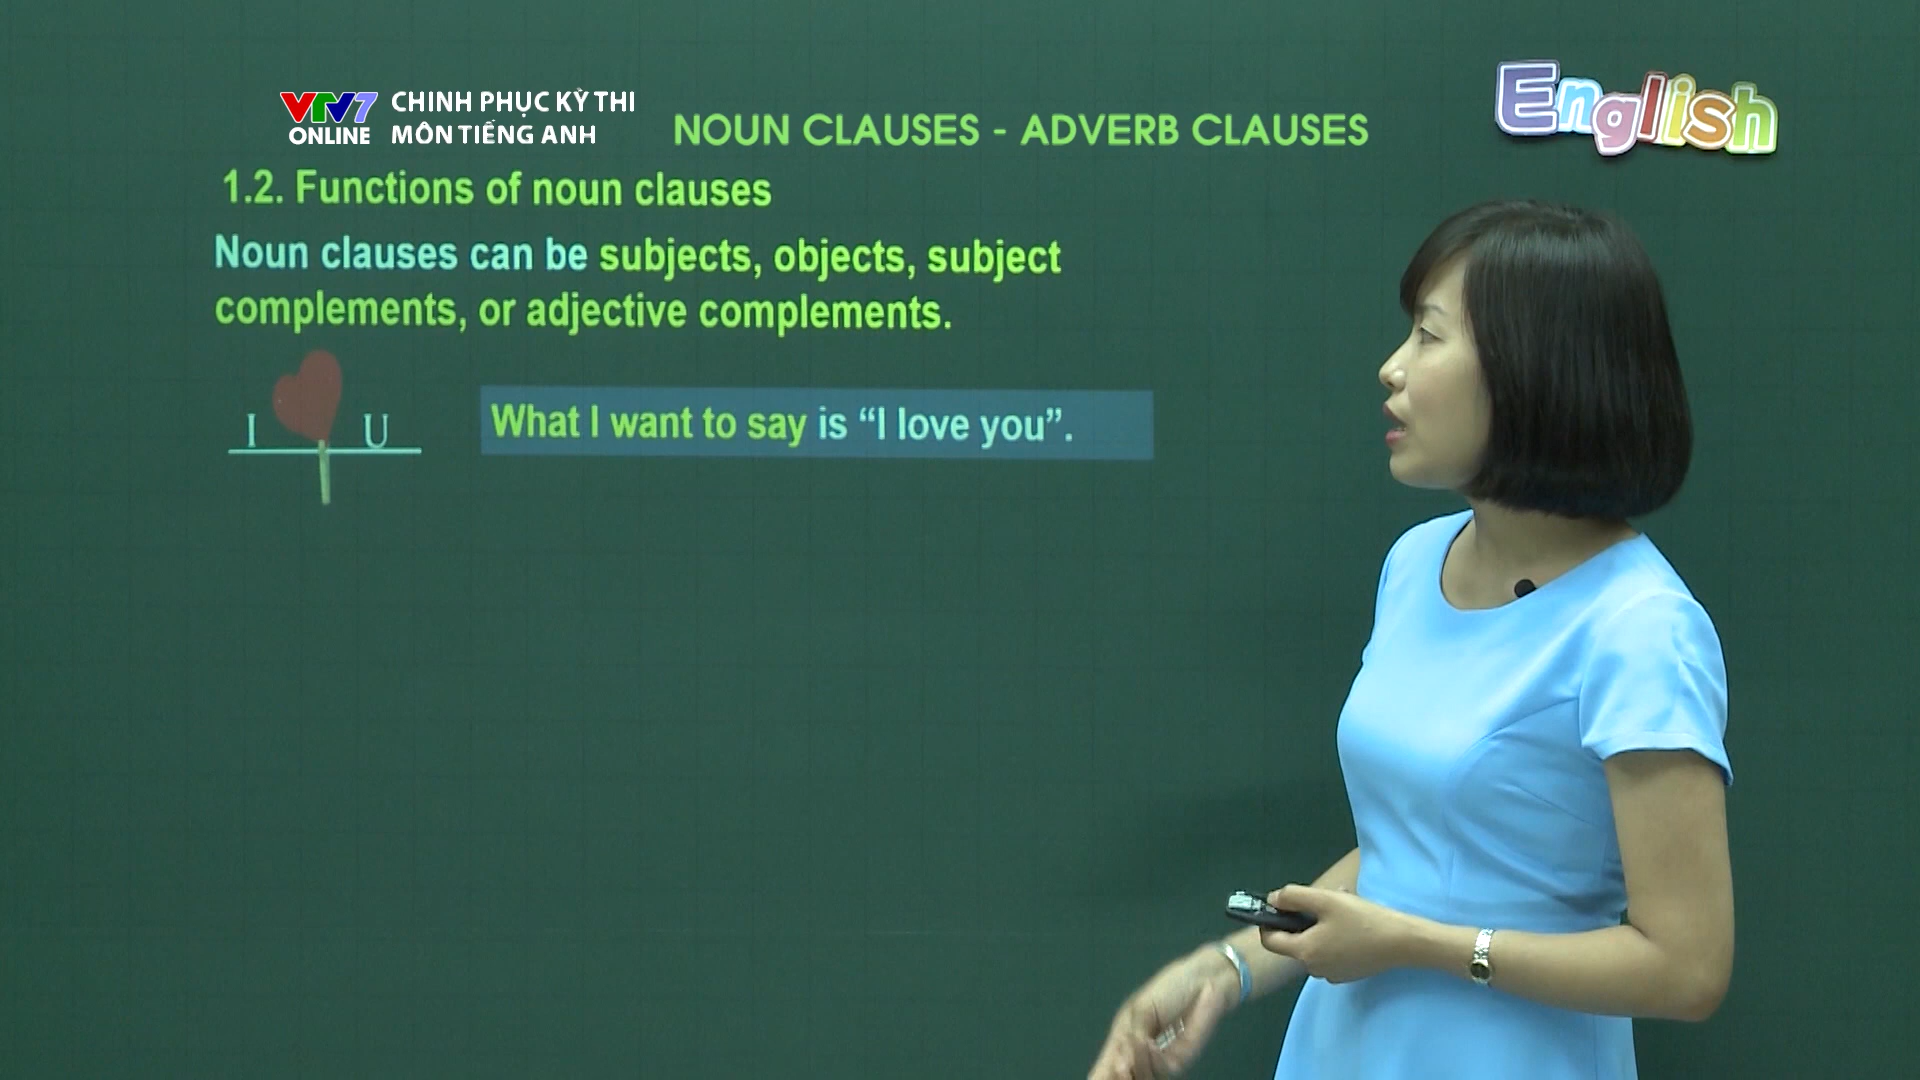 VTV7 ONLINE
CHINH PHỤC KỲ THI
MÔN TIẾNG ANH
NOUN CLAUSES - ADVERB CLAUSES
English
1.2. Functions of noun clauses
Noun clauses can be subjects, objects, subject
complements, or adjective complements.
I U
What I want to say is “I love you”.